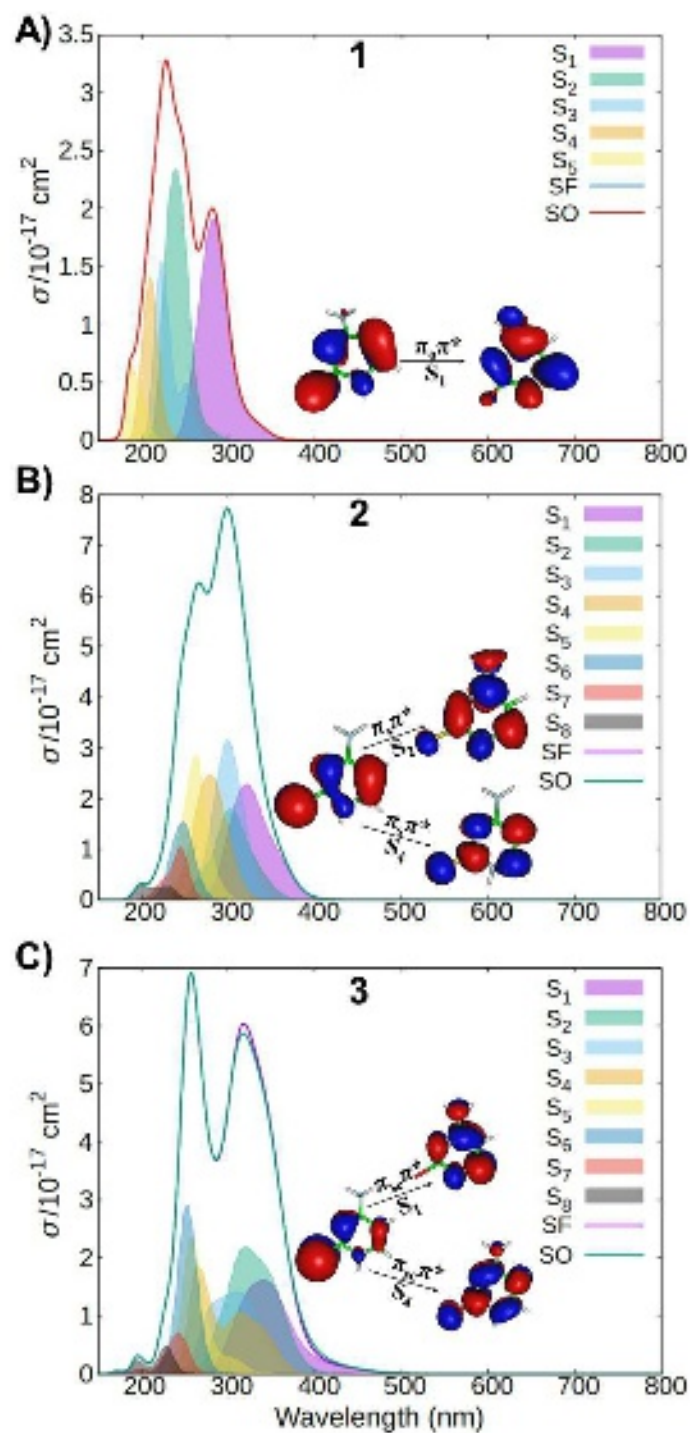 A)
1
3.5
3
2.5
2
1.5
1
0.5
0
σ/10⁻¹⁷ cm²
S₁
S₂
S₃
S₄
S₅
SF
SO
π,π*
S₁
200 300 400 500 600 700 800
B)
2
8
7
6
5
4
3
2
1
0
σ/10⁻¹⁷ cm²
S₁
S₂
S₃
S₄
S₅
S₆
S₇
S₈
SF
SO
π,π*
S₁
π,π*
200 300 400 500 600 700 800
C)
3
7
6
5
4
3
2
1
0
σ/10⁻¹⁷ cm²
S₁
S₂
S₃
S₄
S₅
S₆
S₇
S₈
SF
SO
π,π*
π,π*
200 300 400 500 600 700 800
Wavelength (nm)